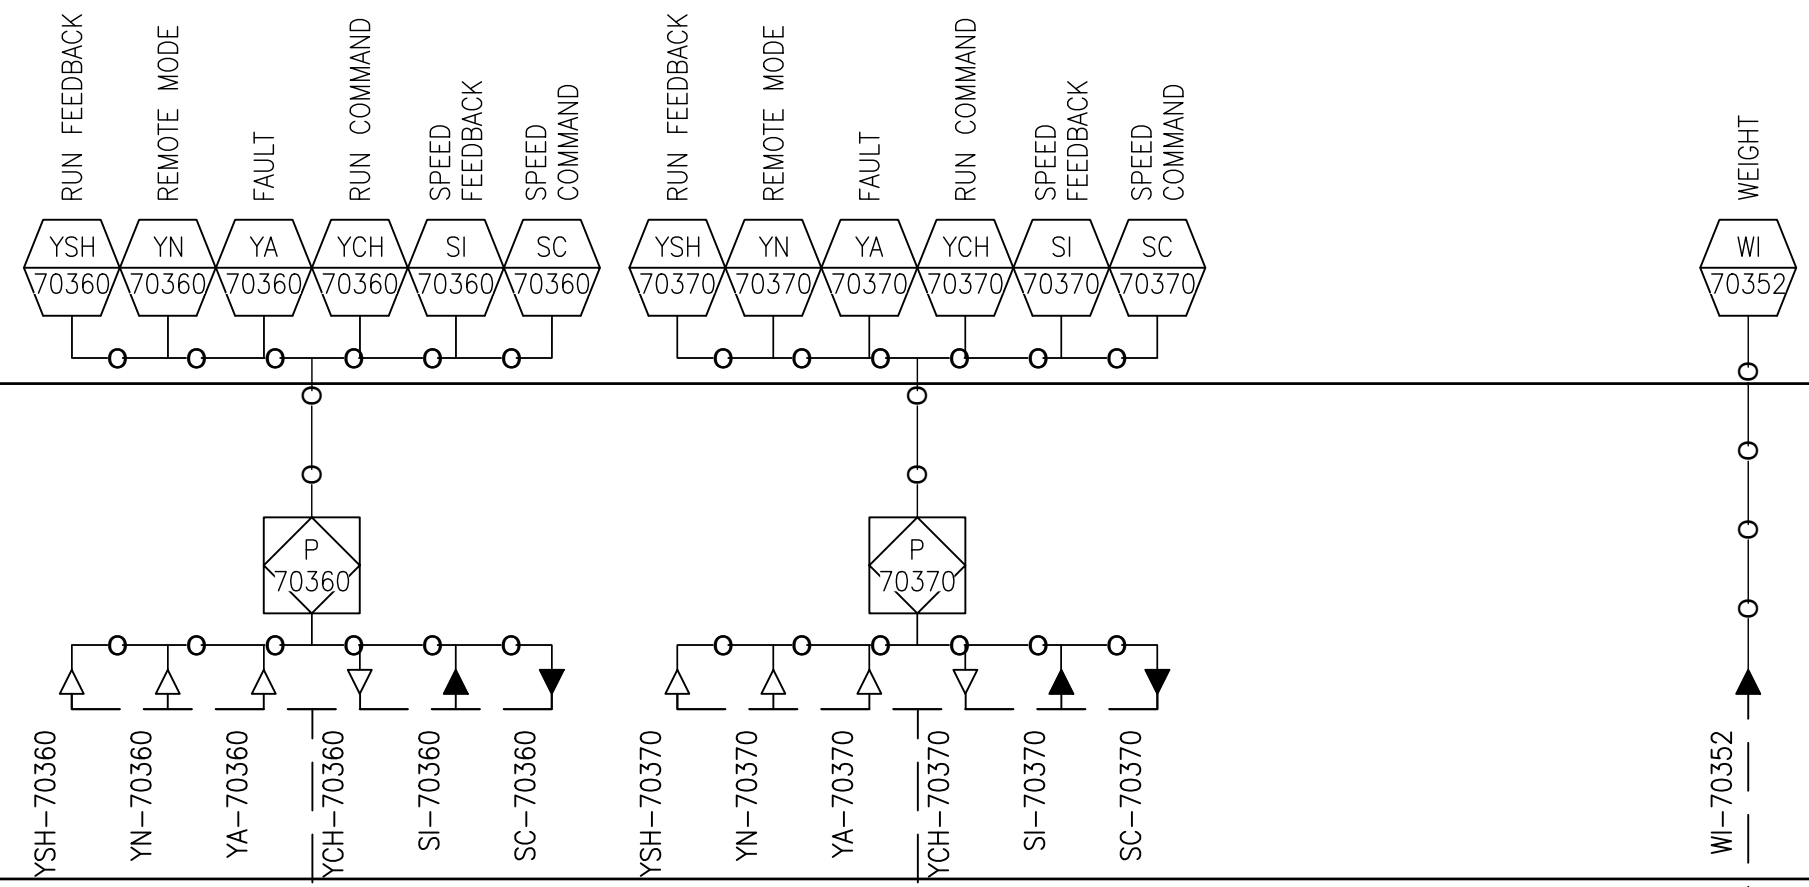 RUN FEEDBACK
REMOTE MODE
FAULT
RUN COMMAND
SPEED
FEEDBACK
SPEED
COMMAND
RUN FEEDBACK
REMOTE MODE
FAULT
RUN COMMAND
SPEED
FEEDBACK
SPEED
COMMAND
WEIGHT
YSH
70360
YN
70360
YA
70360
YCH
70360
SI
70360
SC
70360
YSH
70370
YN
70370
YA
70370
YCH
70370
SI
70370
SC
70370
WI
70352
P
70360
P
70370
YSH-70360
YN-70360
YA-70360
YCH-70360
SI-70360
SC-70360
YSH-70370
YN-70370
YA-70370
YCH-70370
SI-70370
SC-70370
WI-70352